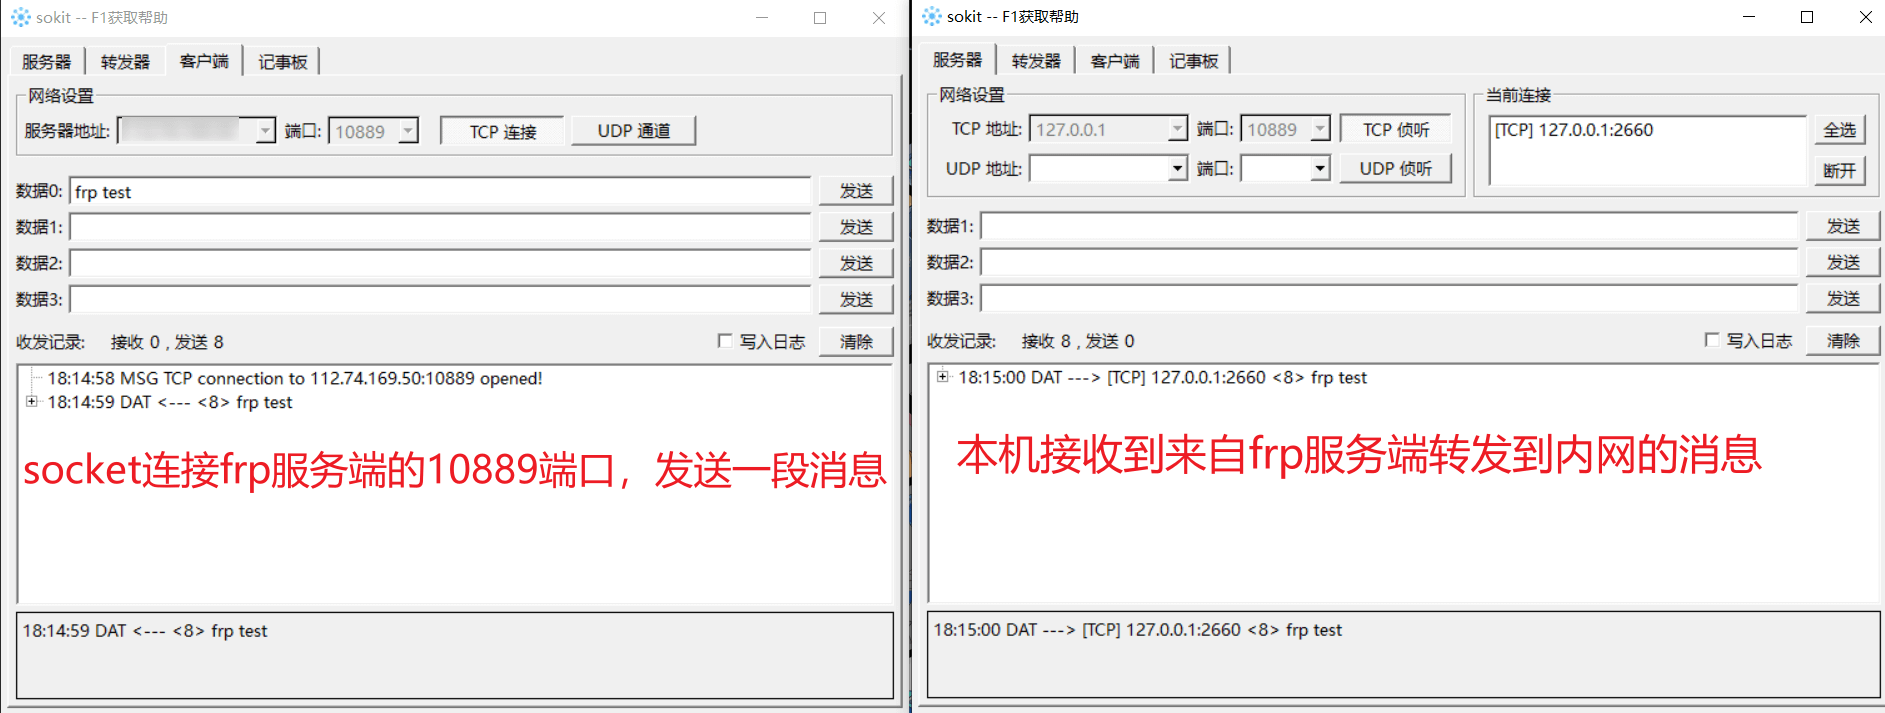 sokit -- F1获取帮助
服务器 转发器 客户端 记事板
网络设置
服务器地址: 端口: 10889 TCP 连接 UDP 通道
数据0: frp test 发送
数据1: 发送
数据2: 发送
数据3: 发送
收发记录: 接收 0 , 发送 8 写入日志 清除
18:14:58 MSG TCP connection to 112.74.169.50:10889 opened!
18:14:59 DAT <--- <8> frp test
socket连接frp服务端的10889端口，发送一段消息
18:14:59 DAT <--- <8> frp test
sokit -- F1获取帮助
服务器 转发器 客户端 记事板
网络设置
TCP 地址: 127.0.0.1 端口: 10889 TCP 侦听
UDP 地址: 端口: UDP 侦听
当前连接
[TCP] 127.0.0.1:2660 全选
断开
数据1: 发送
数据2: 发送
数据3: 发送
收发记录: 接收 8 , 发送 0 写入日志 清除
18:15:00 DAT ---> [TCP] 127.0.0.1:2660 <8> frp test
本机接收到来自frp服务端转发到内网的消息
18:15:00 DAT ---> [TCP] 127.0.0.1:2660 <8> frp test